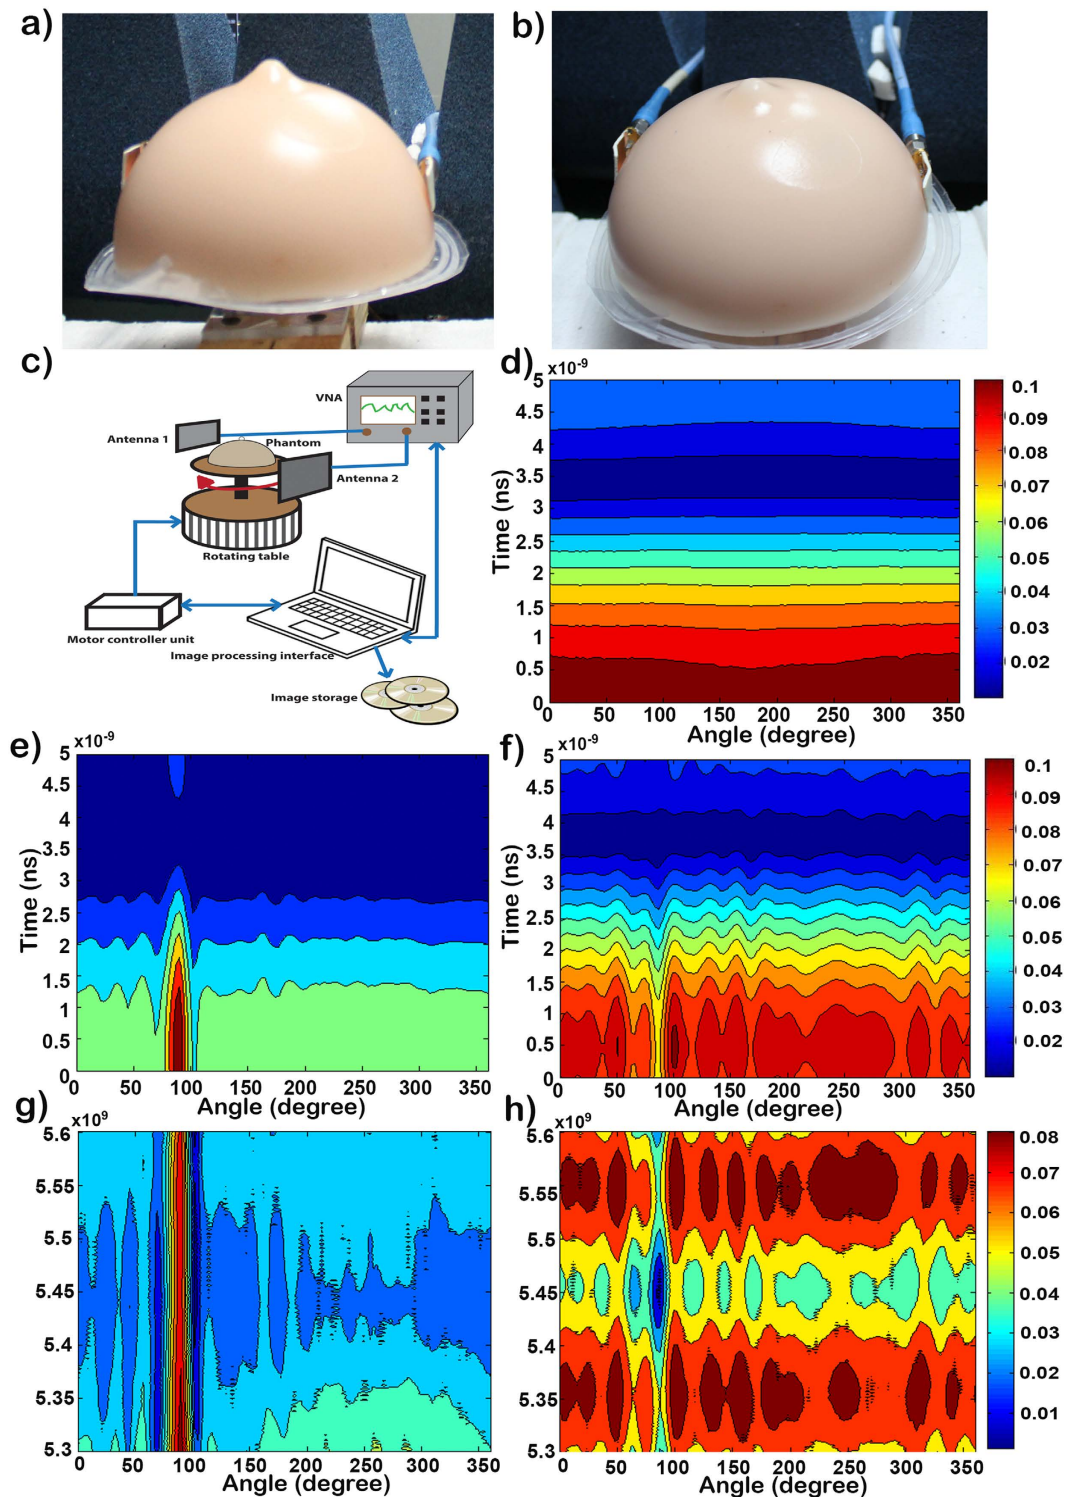 a)
b)
c)
VNA
Antenna 1
Phantom
Antenna 2
Rotating table
Motor controller unit
Image processing interface
Image storage
d)
x10⁻⁹
5
4.5
4
3.5
3
2.5
2
1.5
1
0.5
0
Time (ns)
0 50 100 150 200 250 300 350
Angle (degree)
0.1
0.09
0.08
0.07
0.06
0.05
0.04
0.03
0.02
e)
x10⁻⁹
5
4.5
4
3.5
3
2.5
2
1.5
1
0.5
0
Time (ns)
0 50 100 150 200 250 300 350
Angle (degree)
f)
x10⁻⁹
5
4.5
4
3.5
3
2.5
2
1.5
1
0.5
0
Time (ns)
0 50 100 150 200 250 300 350
Angle (degree)
0.1
0.09
0.08
0.07
0.06
0.05
0.04
0.03
0.02
0.01
g)
x10⁹
5.6
5.55
5.5
5.45
5.4
5.35
5.3
0 50 100 150 200 250 300 350
Angle (degree)
h)
x10⁹
5.6
5.55
5.5
5.45
5.4
5.35
5.3
0 50 100 150 200 250 300 350
Angle (degree)
0.08
0.07
0.06
0.05
0.04
0.03
0.02
0.01